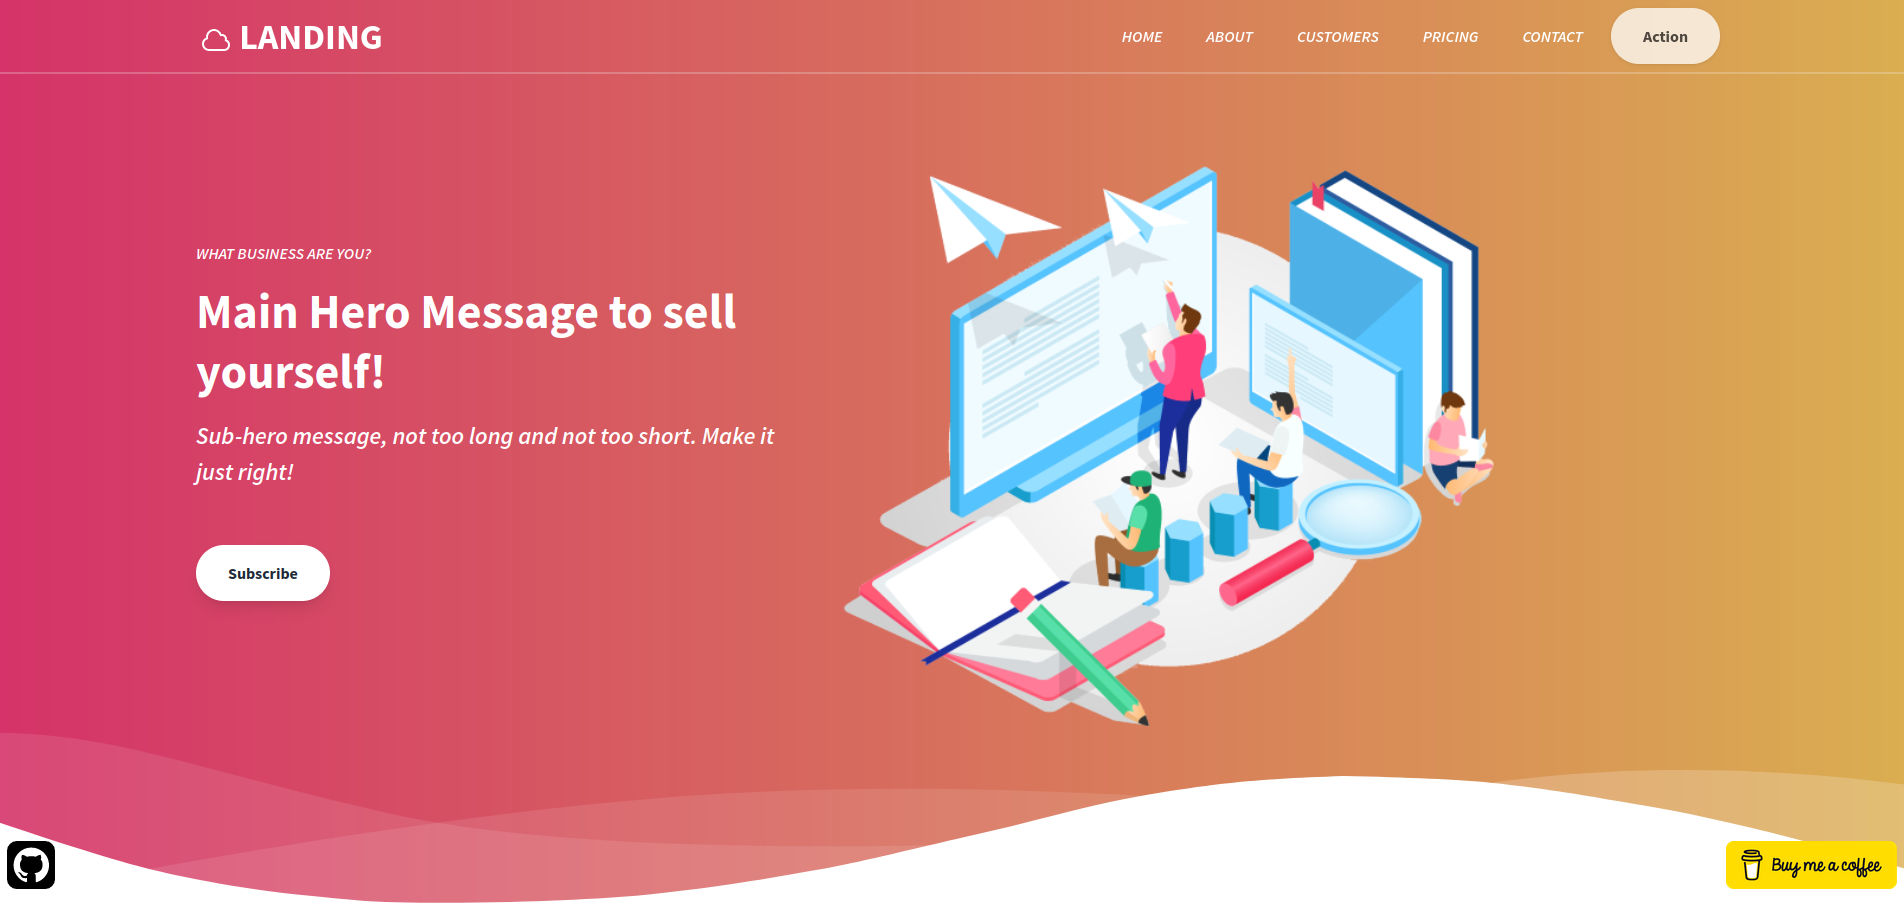 LANDING
HOME
ABOUT
CUSTOMERS
PRICING
CONTACT
Action
WHAT BUSINESS ARE YOU?
Main Hero Message to sell
yourself!
Sub-hero message, not too long and not too short. Make it
just right!
Subscribe
Buy me a coffee